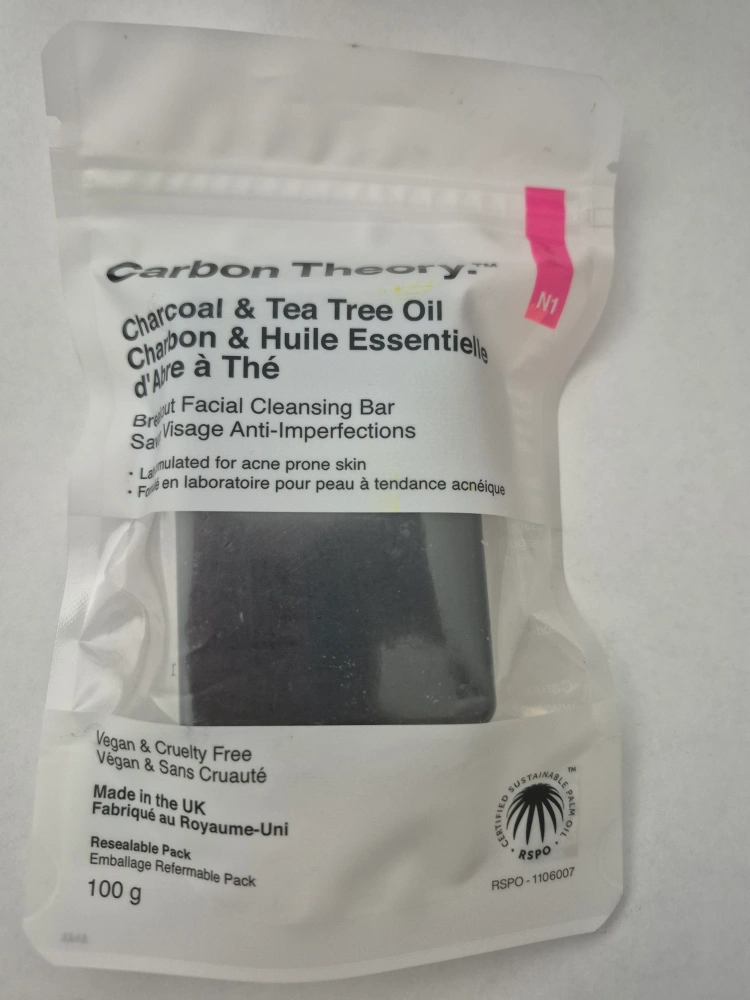 Carbon Theory.™
N1
Charcoal & Tea Tree Oil
Charbon & Huile Essentielle
d'Abre à Thé
Facial Cleansing Bar
Visage Anti-Imperfections
for acne prone skin
en laboratoire pour peau à tendance acnéique
Vegan & Cruelty Free
Végan & Sans Cruauté
Made in the UK
Fabriqué au Royaume-Uni
Resealable Pack
Emballage Refermable Pack
100 g
CERTIFIED SUSTAINABLE PALM OIL ™
RSPO
RSPO - 1106007